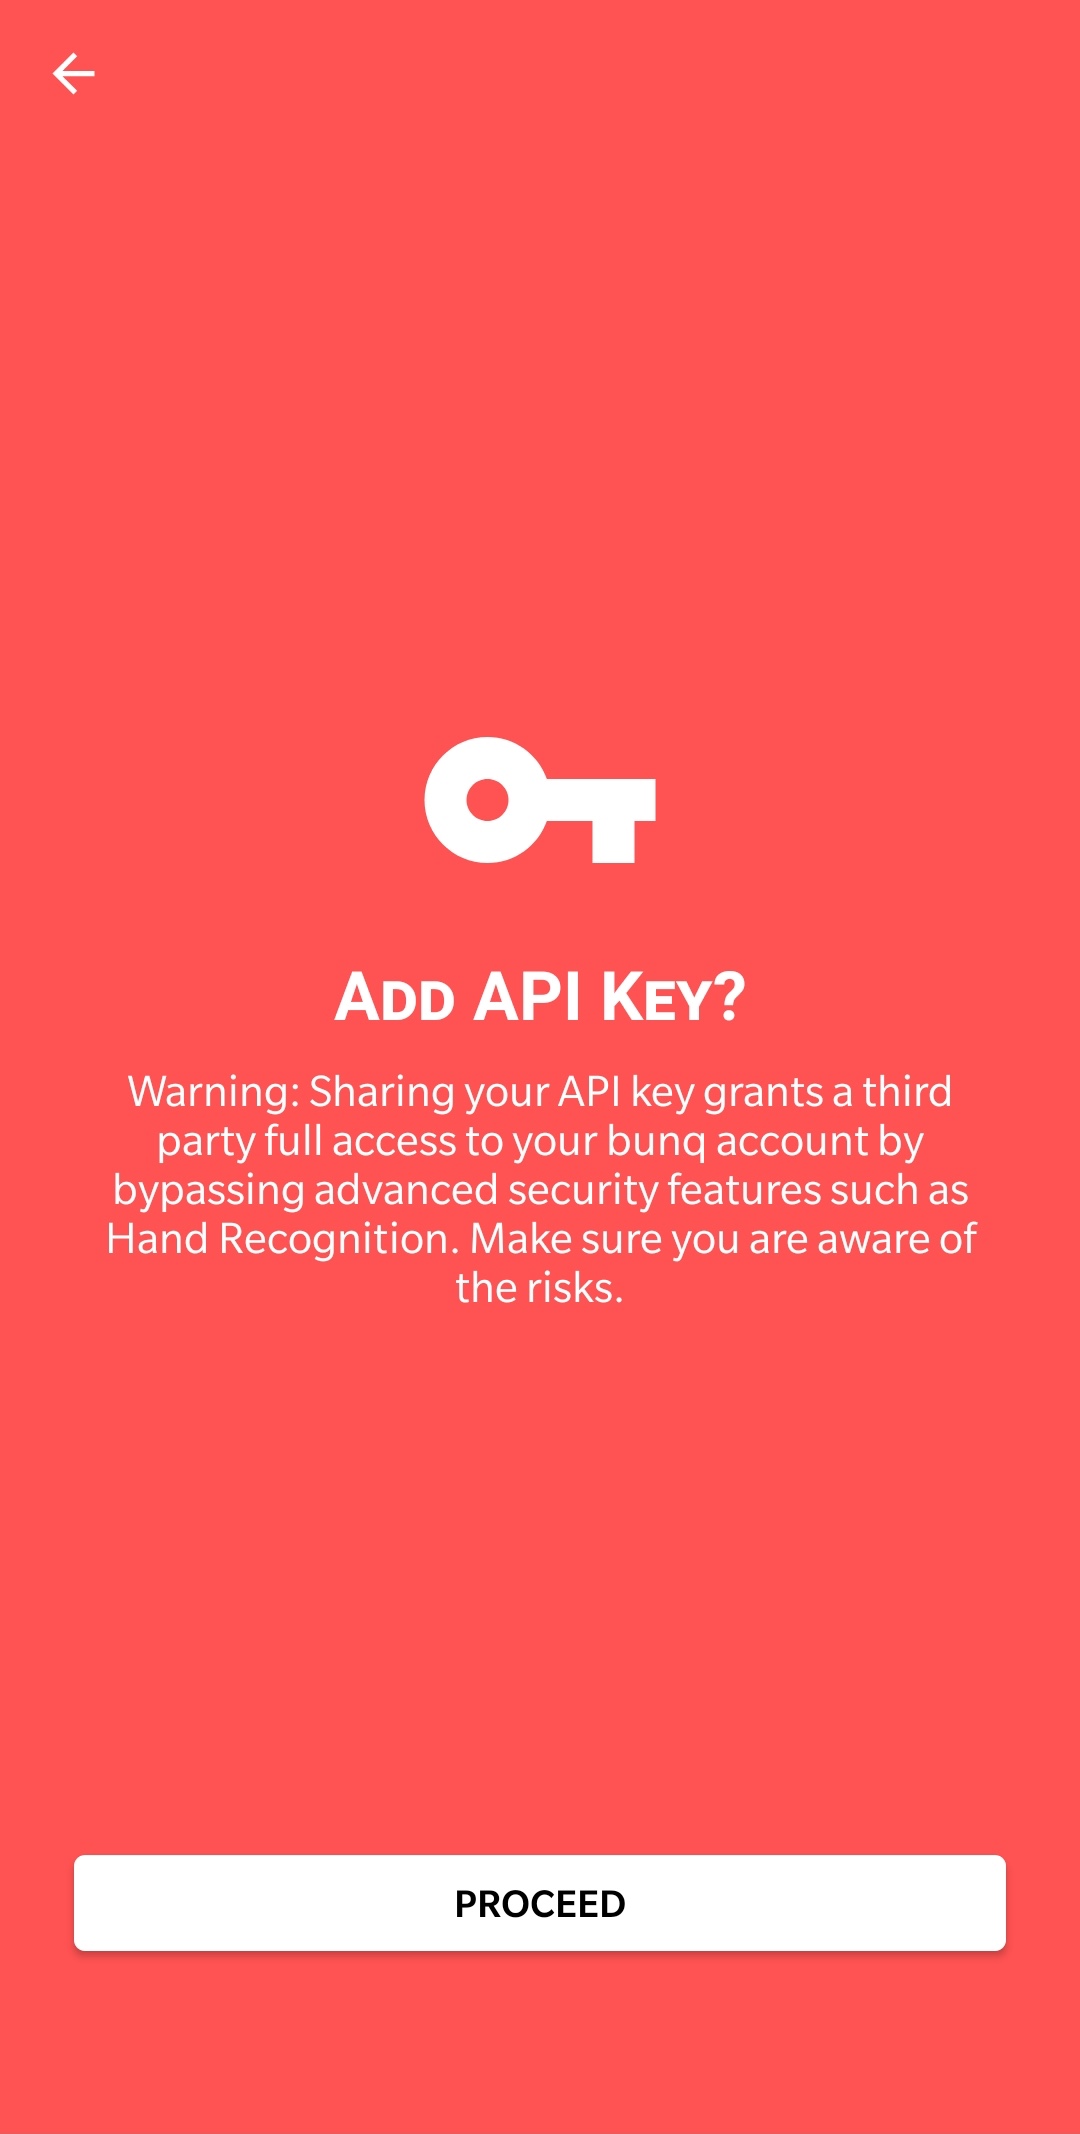 Add API Key?
Warning: Sharing your API key grants a third
party full access to your bunq account by
bypassing advanced security features such as
Hand Recognition. Make sure you are aware of
the risks.
PROCEED